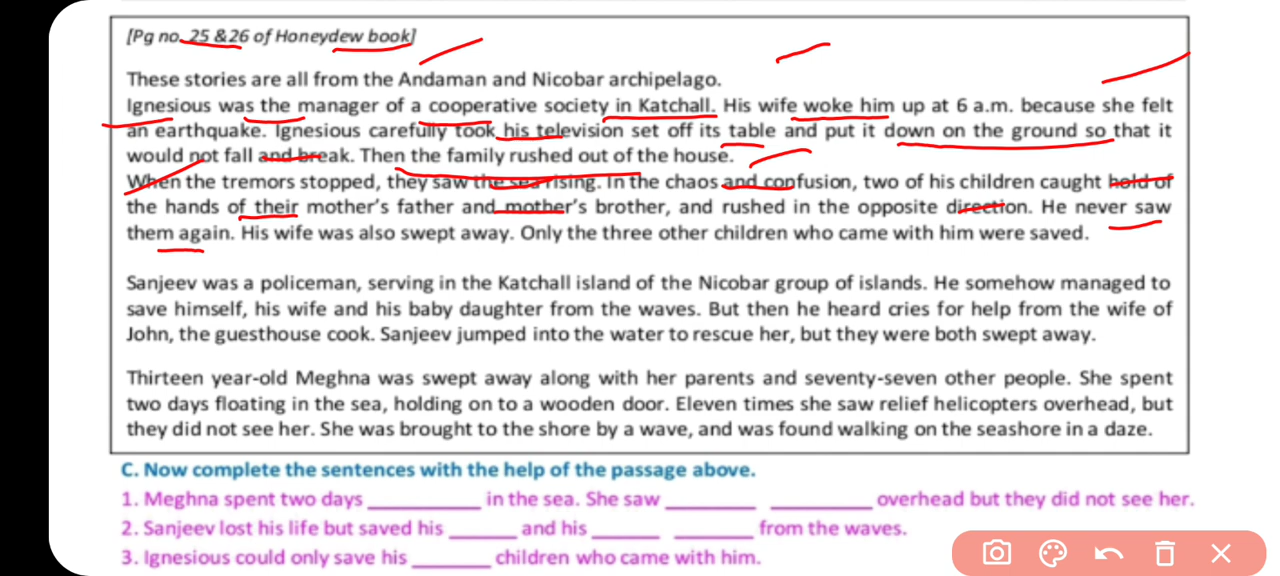 [Pg no. 25 &26 of Honeydew book]
These stories are all from the Andaman and Nicobar archipelago.
Ignesious was the manager of a cooperative society in Katchall. His wife woke him up at 6 a.m. because she felt
an earthquake. Ignesious carefully took his television set off its table and put it down on the ground so that it
would not fall and break. Then the family rushed out of the house.
When the tremors stopped, they saw the sea rising. In the chaos and confusion, two of his children caught hold of
the hands of their mother's father and mother's brother, and rushed in the opposite direction. He never saw
them again. His wife was also swept away. Only the three other children who came with him were saved.
Sanjeev was a policeman, serving in the Katchall island of the Nicobar group of islands. He somehow managed to
save himself, his wife and his baby daughter from the waves. But then he heard cries for help from the wife of
John, the guesthouse cook. Sanjeev jumped into the water to rescue her, but they were both swept away.
Thirteen year-old Meghna was swept away along with her parents and seventy-seven other people. She spent
two days floating in the sea, holding on to a wooden door. Eleven times she saw relief helicopters overhead, but
they did not see her. She was brought to the shore by a wave, and was found walking on the seashore in a daze.
C. Now complete the sentences with the help of the passage above.
1. Meghna spent two days __________ in the sea. She saw ________ _________ overhead but they did not see her.
2. Sanjeev lost his life but saved his ______ and his ______ _______ from the waves.
3. Ignesious could only save his _______ children who came with him.